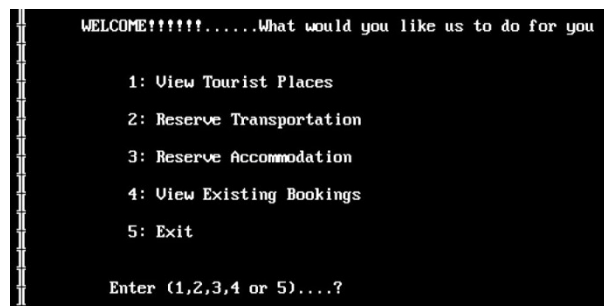 WELCOME!!!!!!......What would you like us to do for you
1: View Tourist Places
2: Reserve Transportation
3: Reserve Accommodation
4: View Existing Bookings
5: Exit
Enter (1,2,3,4 or 5)....?